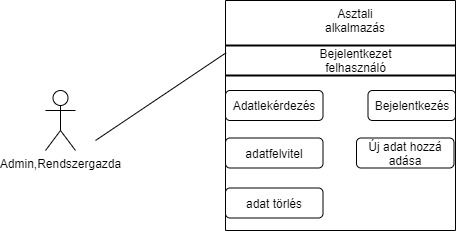 Asztali
alkalmazás
Bejelentkezet
felhasználó
Adatlekérdezés
Bejelentkezés
adatfelvitel
Új adat hozzá
adása
adat törlés
Admin,Rendszergazda